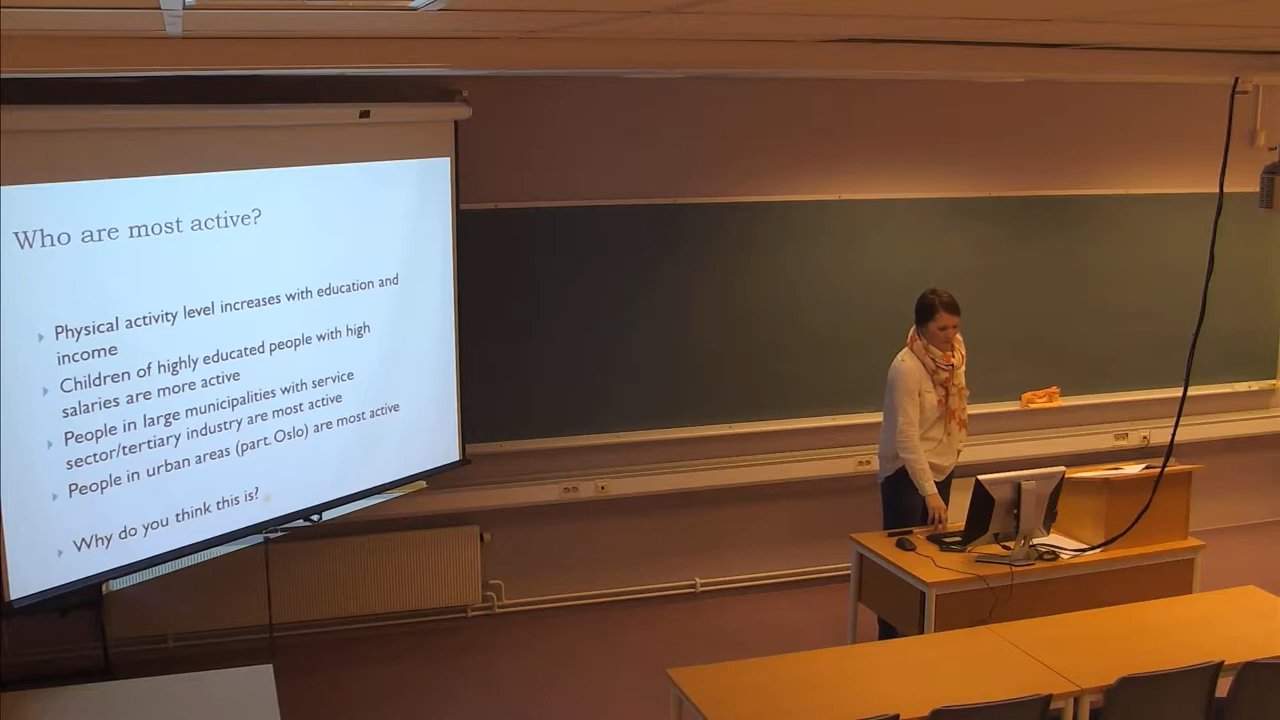 Who are most active?
Physical activity level increases with education and
income
Children of highly educated people with high
salaries are more active
People in large municipalities with service
sector/tertiary industry are most active
People in urban areas (part. Oslo) are most active
Why do you think this is?